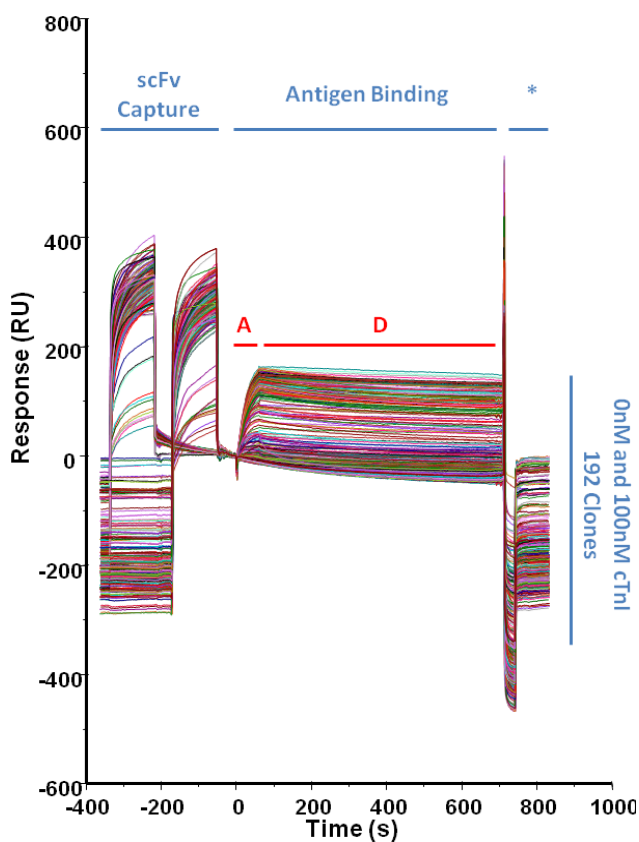 800
600
400
200
0
-200
-400
-600
Response (RU)
scFv
Capture
Antigen Binding
*
A
D
0nM and 100nM cTnI
192 Clones
-400
-200
0
200
400
600
800
1000
Time (s)